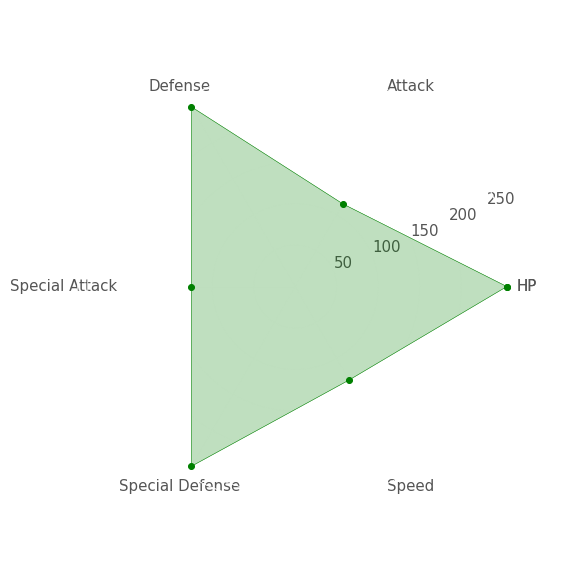 Defense
Attack
250
200
150
100
50
Special Attack
HP
Special Defense
Speed